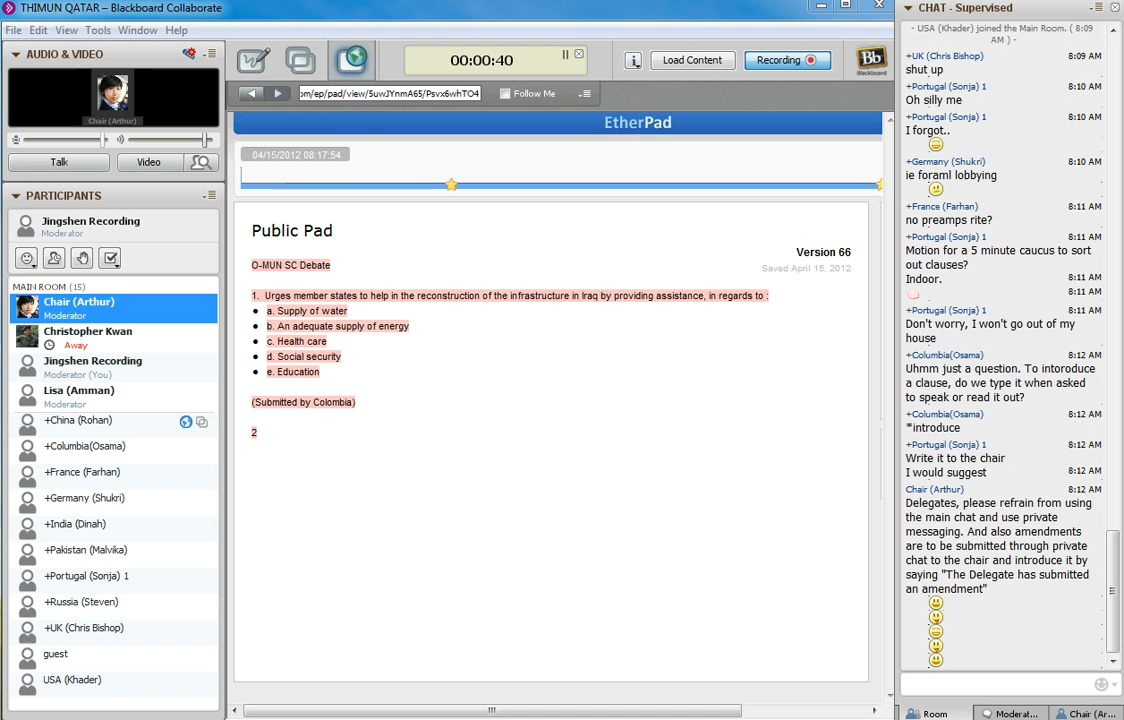 THIMUN QATAR – Blackboard Collaborate
File Edit View Tools Window Help
AUDIO & VIDEO
Chair (Arthur)
Talk
Video
PARTICIPANTS
Jingshen Recording
Moderator
MAIN ROOM (15)
Chair (Arthur)
Moderator
Christopher Kwan
Away
Jingshen Recording
Moderator (You)
Lisa (Amman)
Moderator
+China (Rohan)
+Columbia(Osama)
+France (Farhan)
+Germany (Shukri)
+India (Dinah)
+Pakistan (Malvika)
+Portugal (Sonja) 1
+Russia (Steven)
+UK (Chris Bishop)
guest
USA (Khader)
00:00:40
Load Content
Recording
Bb
Blackboard
om/ep/pad/view/5uwJYnmA65/Psvx6whTO4
Follow Me
EtherPad
04/15/2012 08:17:54
Public Pad
Version 66
Saved April 15, 2012
O-MUN SC Debate
1. Urges member states to help in the reconstruction of the infrastructure in Iraq by providing assistance, in regards to :
a. Supply of water
b. An adequate supply of energy
c. Health care
d. Social security
e. Education
(Submitted by Colombia)
2
CHAT - Supervised
- USA (Khader) joined the Main Room. ( 8:09
AM ) -
+UK (Chris Bishop) 8:09 AM
shut up
+Portugal (Sonja) 1 8:10 AM
Oh silly me
+Portugal (Sonja) 1 8:10 AM
I forgot..
+Germany (Shukri) 8:10 AM
ie foraml lobbying
+France (Farhan) 8:11 AM
no preamps rite?
+Portugal (Sonja) 1 8:11 AM
Motion for a 5 minute caucus to sort
out clauses?
Indoor. 8:11 AM
8:11 AM
+Portugal (Sonja) 1 8:11 AM
Don't worry, I won't go out of my
house
+Columbia(Osama) 8:12 AM
Uhmm just a question. To intoroduce
a clause, do we type it when asked
to speak or read it out?
+Columbia(Osama) 8:12 AM
*introduce
+Portugal (Sonja) 1 8:12 AM
Write it to the chair
I would suggest 8:12 AM
Chair (Arthur) 8:12 AM
Delegates, please refrain from using
the main chat and use private
messaging. And also amendments
are to be submitted through private
chat to the chair and introduce it by
saying "The Delegate has submitted
an amendment"
Room
Moderat...
Chair (Ar...